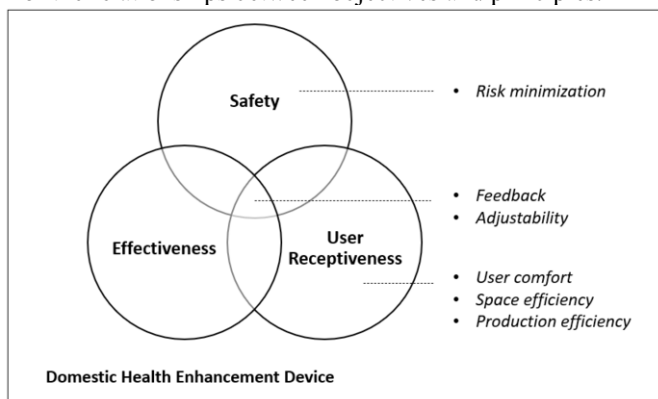 Safety
• Risk minimization
• Feedback
• Adjustability
Effectiveness
User
Receptiveness
• User comfort
• Space efficiency
• Production efficiency
Domestic Health Enhancement Device